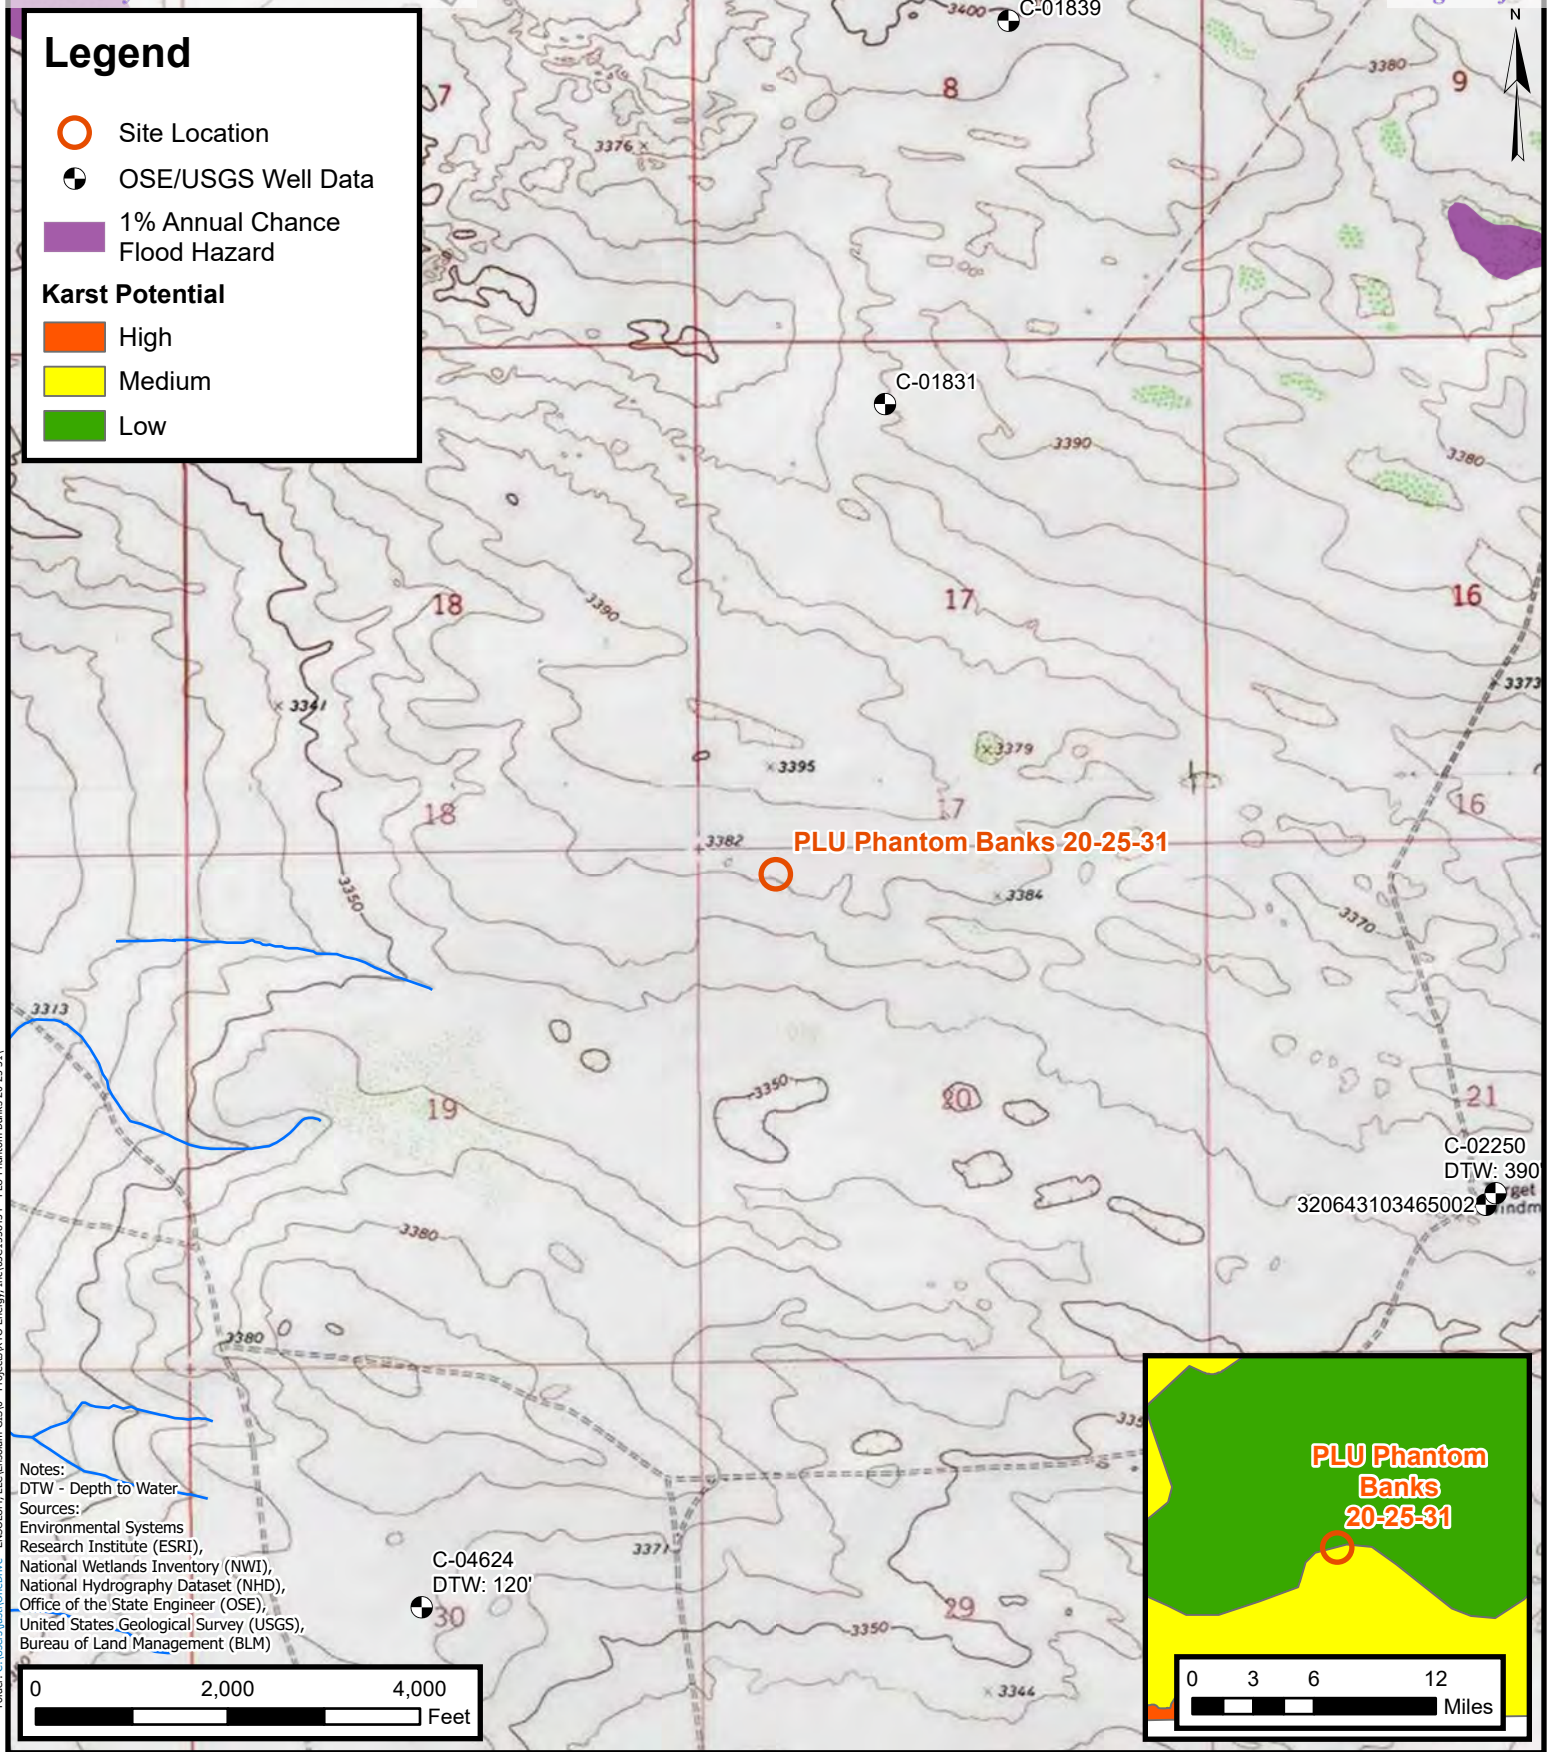 Legend
Site Location
OSE/USGS Well Data
1% Annual Chance
Flood Hazard
Karst Potential
High
Medium
Low
N
3400
C-01839
7
8
3380
9
3376
C-01831
3390
3380
18
3390
17
16
3341
3373
3379
3395
18
17
16
3382
PLU Phantom Banks 20-25-31
3350
3384
3370
3313
19
3350
20
21
C-02250
DTW: 390'
320643103465002
3380
3380
335
3371
C-04624
DTW: 120'
30
29
3350
3344
Notes:
DTW - Depth to Water
Sources:
Environmental Systems
Research Institute (ESRI),
National Wetlands Inventory (NWI),
National Hydrography Dataset (NHD),
Office of the State Engineer (OSE),
United States Geological Survey (USGS),
Bureau of Land Management (BLM)
0 2,000 4,000
Feet
PLU Phantom
Banks
20-25-31
0 3 6 12
Miles